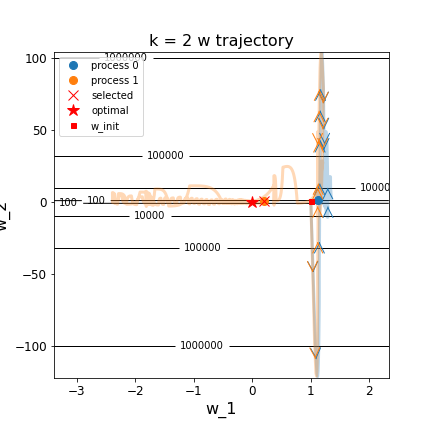 k = 2 w trajectory
1000000
process 0
process 1
selected
optimal
w_init
100000
10000
100
100
10000
100000
1000000
100
50
0
−50
−100
w_2
−3
−2
−1
0
1
2
w_1